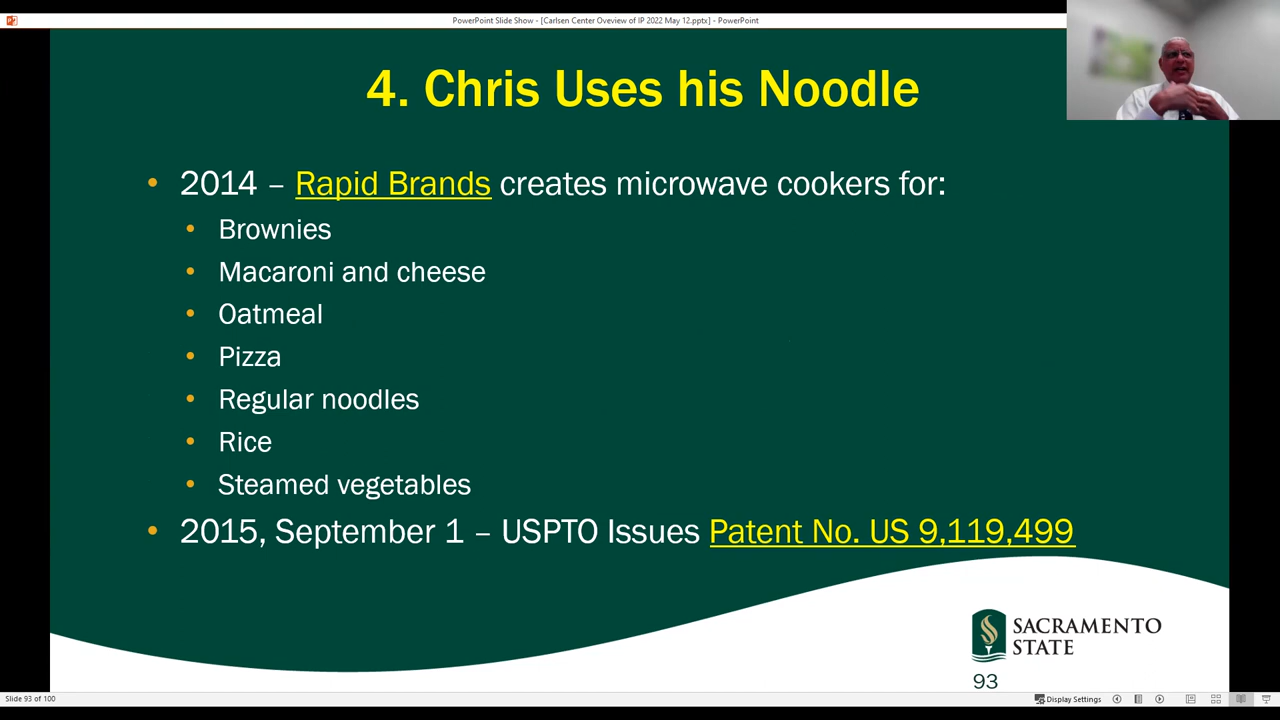 PowerPoint Slide Show - [Carlsen Center Oveview of IP 2022 May 12.pptx] - PowerPoint
4. Chris Uses his Noodle
• 2014 – Rapid Brands creates microwave cookers for:
• Brownies
• Macaroni and cheese
• Oatmeal
• Pizza
• Regular noodles
• Rice
• Steamed vegetables
• 2015, September 1 – USPTO Issues Patent No. US 9,119,499
SACRAMENTO
STATE
93
Slide 93 of 100
Display Settings